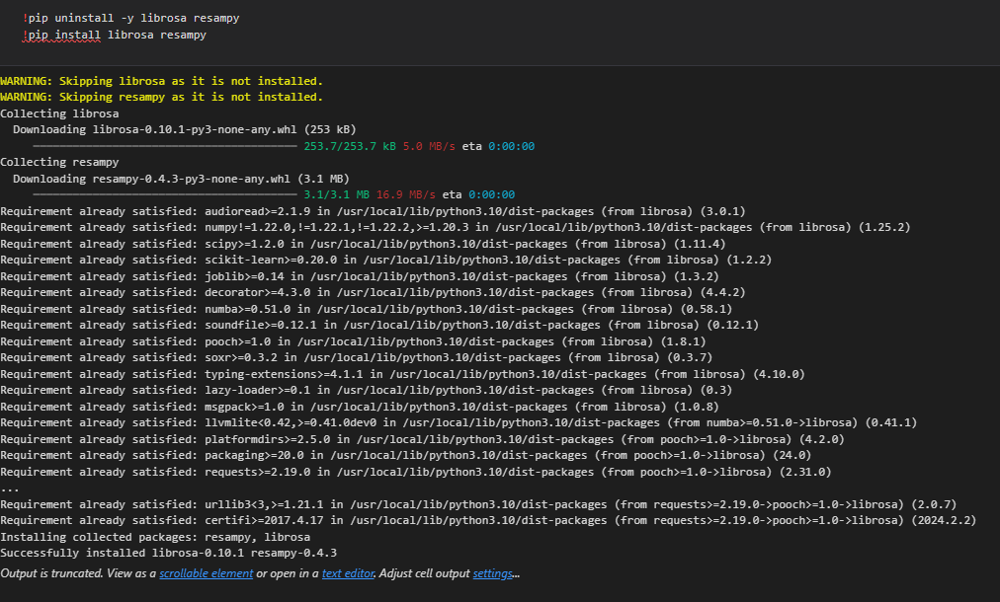 !pip uninstall -y librosa resampy
!pip install librosa resampy
WARNING: Skipping librosa as it is not installed.
WARNING: Skipping resampy as it is not installed.
Collecting librosa
Downloading librosa-0.10.1-py3-none-any.whl (253 kB)
253.7/253.7 kB 5.0 MB/s eta 0:00:00
Collecting resampy
Downloading resampy-0.4.3-py3-none-any.whl (3.1 MB)
3.1/3.1 MB 16.9 MB/s eta 0:00:00
Requirement already satisfied: audioread>=2.1.9 in /usr/local/lib/python3.10/dist-packages (from librosa) (3.0.1)
Requirement already satisfied: numpy!=1.22.0,!=1.22.1,!=1.22.2,>=1.20.3 in /usr/local/lib/python3.10/dist-packages (from librosa) (1.25.2)
Requirement already satisfied: scipy>=1.2.0 in /usr/local/lib/python3.10/dist-packages (from librosa) (1.11.4)
Requirement already satisfied: scikit-learn>=0.20.0 in /usr/local/lib/python3.10/dist-packages (from librosa) (1.2.2)
Requirement already satisfied: joblib>=0.14 in /usr/local/lib/python3.10/dist-packages (from librosa) (1.3.2)
Requirement already satisfied: decorator>=4.3.0 in /usr/local/lib/python3.10/dist-packages (from librosa) (4.4.2)
Requirement already satisfied: numba>=0.51.0 in /usr/local/lib/python3.10/dist-packages (from librosa) (0.58.1)
Requirement already satisfied: soundfile>=0.12.1 in /usr/local/lib/python3.10/dist-packages (from librosa) (0.12.1)
Requirement already satisfied: pooch>=1.0 in /usr/local/lib/python3.10/dist-packages (from librosa) (1.8.1)
Requirement already satisfied: soxr>=0.3.2 in /usr/local/lib/python3.10/dist-packages (from librosa) (0.3.7)
Requirement already satisfied: typing-extensions>=4.1.1 in /usr/local/lib/python3.10/dist-packages (from librosa) (4.10.0)
Requirement already satisfied: lazy-loader>=0.1 in /usr/local/lib/python3.10/dist-packages (from librosa) (0.3)
Requirement already satisfied: msgpack>=1.0 in /usr/local/lib/python3.10/dist-packages (from librosa) (1.0.8)
Requirement already satisfied: llvmlite<0.42,>=0.41.0dev0 in /usr/local/lib/python3.10/dist-packages (from numba>=0.51.0->librosa) (0.41.1)
Requirement already satisfied: platformdirs>=2.5.0 in /usr/local/lib/python3.10/dist-packages (from pooch>=1.0->librosa) (4.2.0)
Requirement already satisfied: packaging>=20.0 in /usr/local/lib/python3.10/dist-packages (from pooch>=1.0->librosa) (24.0)
Requirement already satisfied: requests>=2.19.0 in /usr/local/lib/python3.10/dist-packages (from pooch>=1.0->librosa) (2.31.0)
...
Requirement already satisfied: urllib3<3,>=1.21.1 in /usr/local/lib/python3.10/dist-packages (from requests>=2.19.0->pooch>=1.0->librosa) (2.0.7)
Requirement already satisfied: certifi>=2017.4.17 in /usr/local/lib/python3.10/dist-packages (from requests>=2.19.0->pooch>=1.0->librosa) (2024.2.2)
Installing collected packages: resampy, librosa
Successfully installed librosa-0.10.1 resampy-0.4.3
Output is truncated. View as a scrollable element or open in a text editor. Adjust cell output settings...